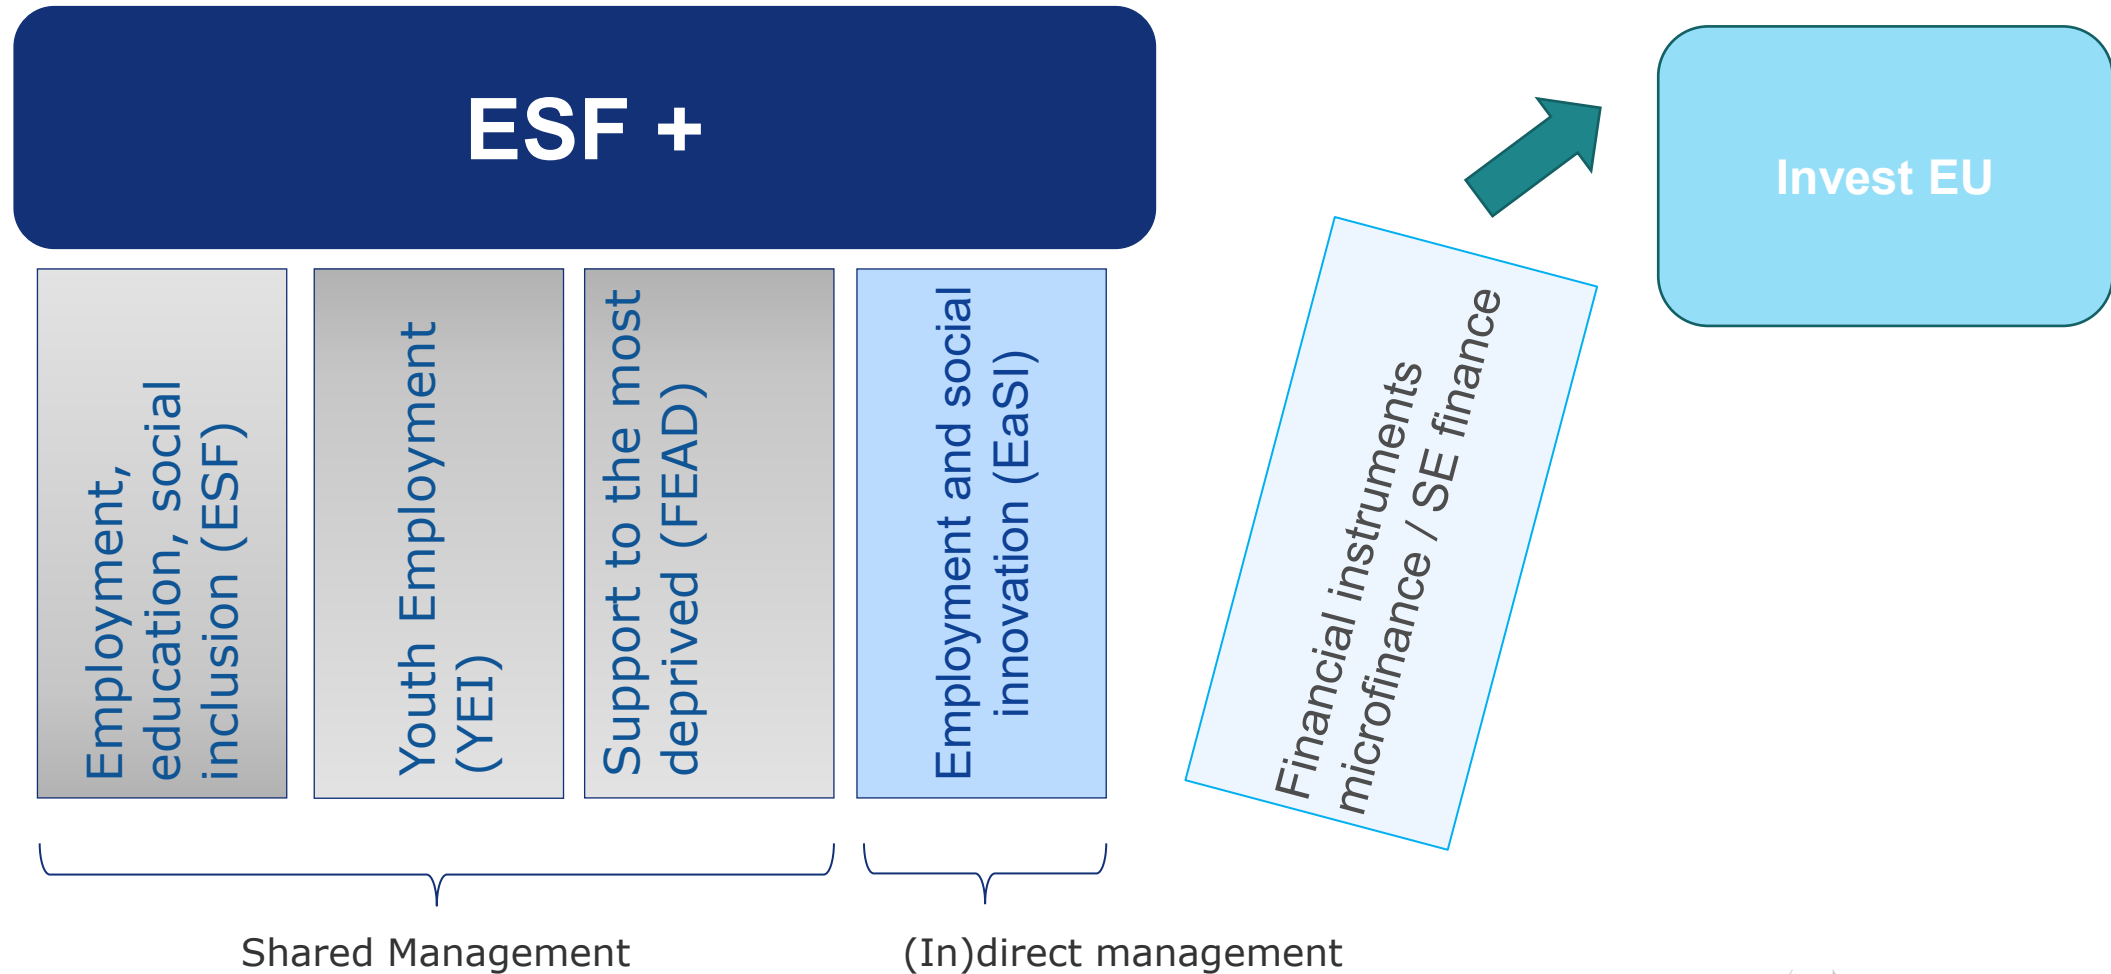 ESF +
Invest EU
Employment,
education, social
inclusion (ESF)
Youth Employment
(YEI)
Support to the most
deprived (FEAD)
Employment and social
innovation (EaSI)
Financial instruments
microfinance / SE finance
Shared Management
(In)direct management